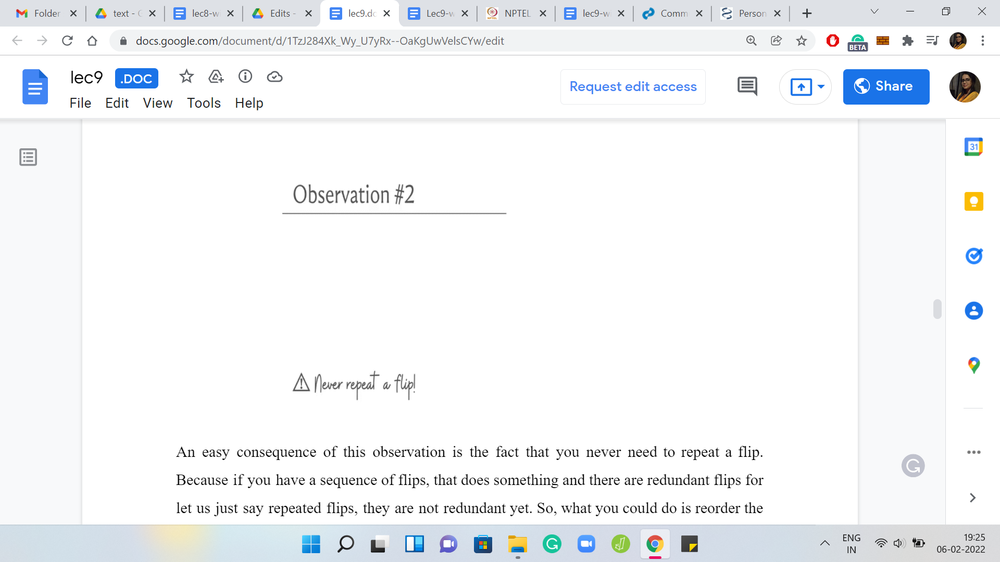 Folder
text - G
lec8-w
Edits -
lec9.dc
Lec9-w
NPTEL
lec9-w
Comm
Person
docs.google.com/document/d/1TzJ284Xk_Wy_U7yRx--OaKgUwVelsCYw/edit
BETA
lec9 .DOC
Request edit access
Share
File Edit View Tools Help
31
Observation #2
Never repeat a flip!
An easy consequence of this observation is the fact that you never need to repeat a flip.
Because if you have a sequence of flips, that does something and there are redundant flips for
let us just say repeated flips, they are not redundant yet. So, what you could do is reorder the
ENG
IN
19:25
06-02-2022